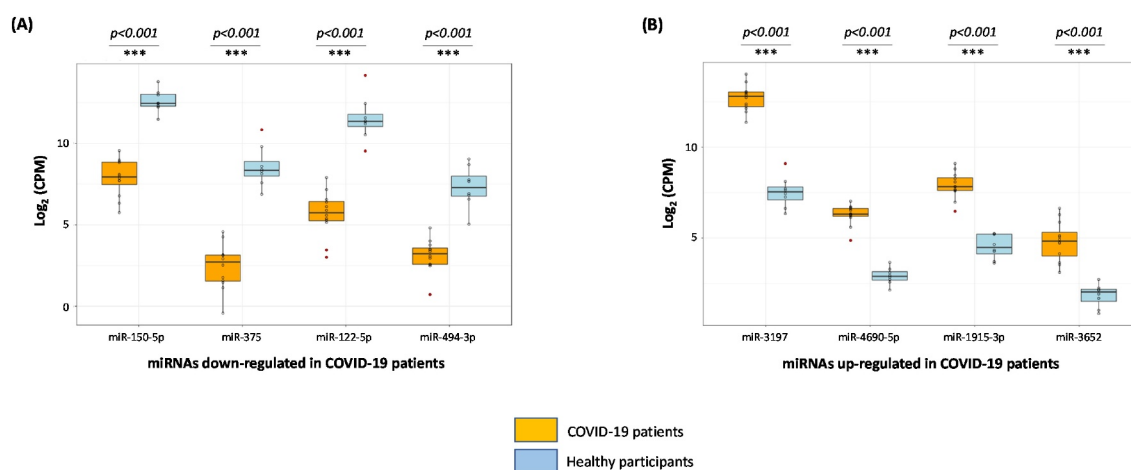 (A)
p<0.001 p<0.001 p<0.001 p<0.001
*** *** *** ***
Log2 (CPM)
10
5
0
miR-150-5p miR-375 miR-122-5p miR-494-3p
miRNAs down-regulated in COVID-19 patients
(B)
p<0.001 p<0.001 p<0.001 p<0.001
*** *** *** ***
Log2 (CPM)
10
5
miR-3197 miR-4690-5p miR-1915-3p miR-3652
miRNAs up-regulated in COVID-19 patients
COVID-19 patients
Healthy participants